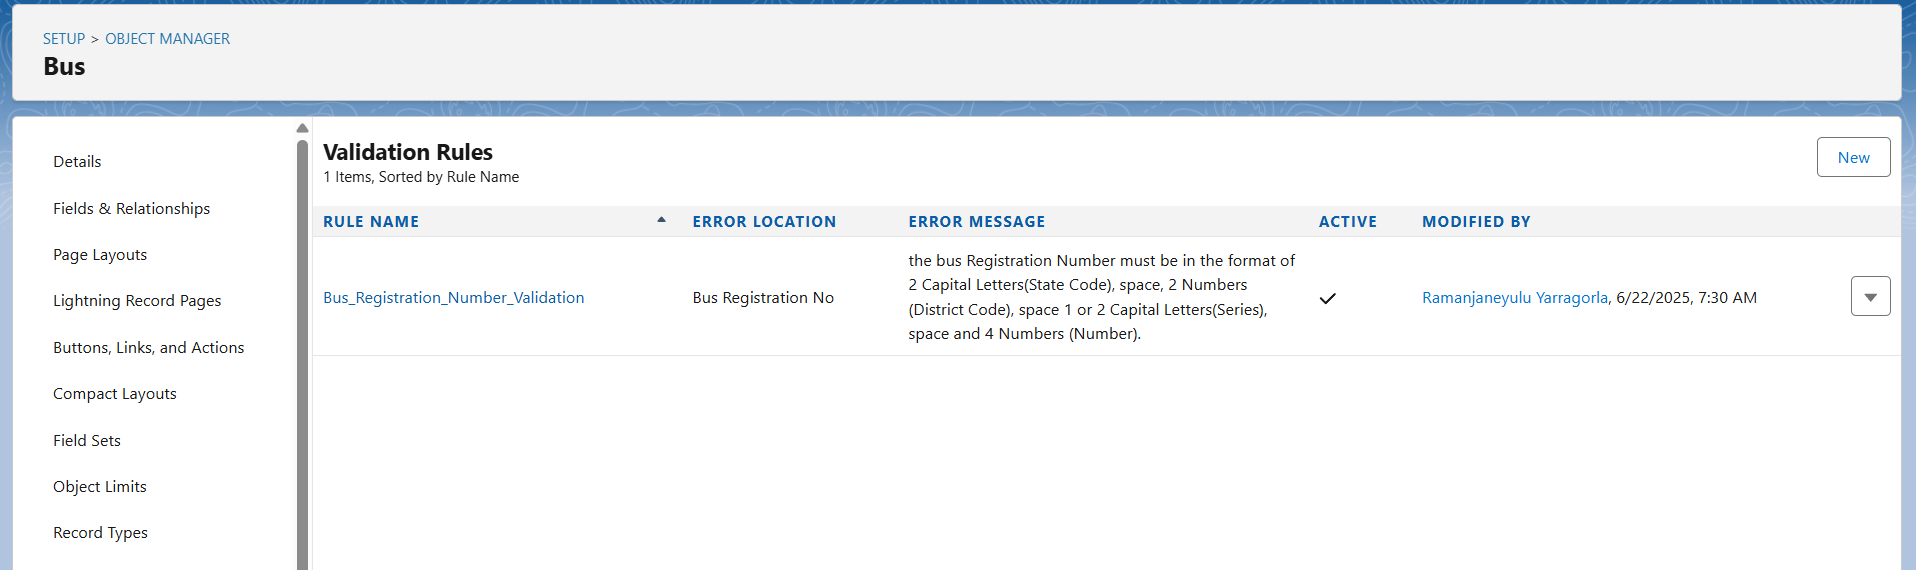 SETUP > OBJECT MANAGER
Bus
Details
Fields & Relationships
Page Layouts
Lightning Record Pages
Buttons, Links, and Actions
Compact Layouts
Field Sets
Object Limits
Record Types
Validation Rules
1 Items, Sorted by Rule Name
New
RULE NAME ERROR LOCATION ERROR MESSAGE ACTIVE MODIFIED BY
Bus_Registration_Number_Validation
Bus Registration No
the bus Registration Number must be in the format of
2 Capital Letters(State Code), space, 2 Numbers
(District Code), space 1 or 2 Capital Letters(Series),
space and 4 Numbers (Number).
Ramanjaneyulu Yarragorla, 6/22/2025, 7:30 AM